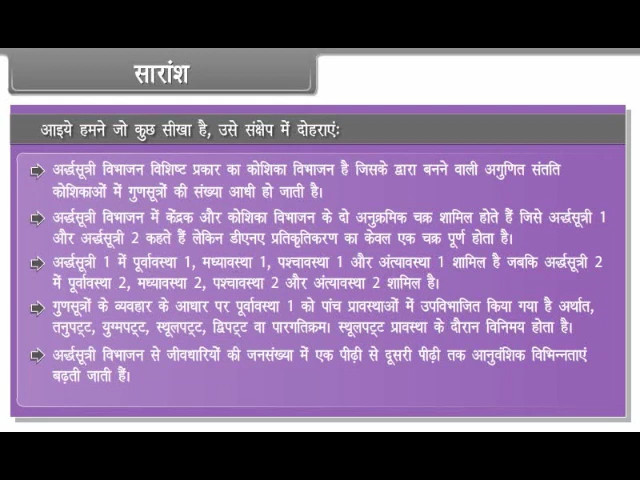 सारांश
आइये हमने जो कुछ सीखा है, उसे संक्षेप में दोहराएं:
अर्द्धसूत्री विभाजन विशिष्ट प्रकार का कोशिका विभाजन है जिसके द्वारा बनने वाली अगुणित संतति
कोशिकाओं में गुणसूत्रों की संख्या आधी हो जाती है।
अर्द्धसूत्री विभाजन में केंद्रक और कोशिका विभाजन के दो अनुक्रमिक चक्र शामिल होते हैं जिसे अर्द्धसूत्री 1
और अर्द्धसूत्री 2 कहते हैं लेकिन डीएनए प्रतिकृतिकरण का केवल एक चक्र पूर्ण होता है।
अर्द्धसूत्री 1 में पूर्वावस्था 1, मध्यावस्था 1, पश्चावस्था 1 और अंत्यावस्था 1 शामिल है जबकि अर्द्धसूत्री 2
में पूर्वावस्था 2, मध्यावस्था 2, पश्चावस्था 2 और अंत्यावस्था 2 शामिल है।
गुणसूत्रों के व्यवहार के आधार पर पूर्वावस्था 1 को पांच प्रावस्थाओं में उपविभाजित किया गया है अर्थात,
तनुपट्ट, युग्मपट्ट, स्थूलपट्ट, द्विपट्ट वा पारगतिक्रम। स्थूलपट्ट प्रावस्था के दौरान विनिमय होता है।
अर्द्धसूत्री विभाजन से जीवधारियों की जनसंख्या में एक पीढ़ी से दूसरी पीढ़ी तक आनुवंशिक विभिन्नताएं
बढ़ती जाती हैं।